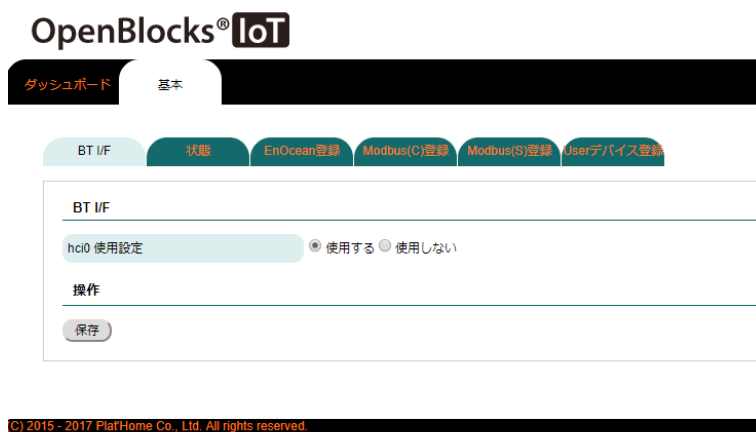 OpenBlocks® IoT
ダッシュボード 基本
BT I/F 状態 EnOcean登録 Modbus(C)登録 Modbus(S)登録 Userデバイス登録
BT I/F
hci0 使用設定 使用する 使用しない
操作
保存
(C) 2015 - 2017 Plat'Home Co., Ltd. All rights reserved.